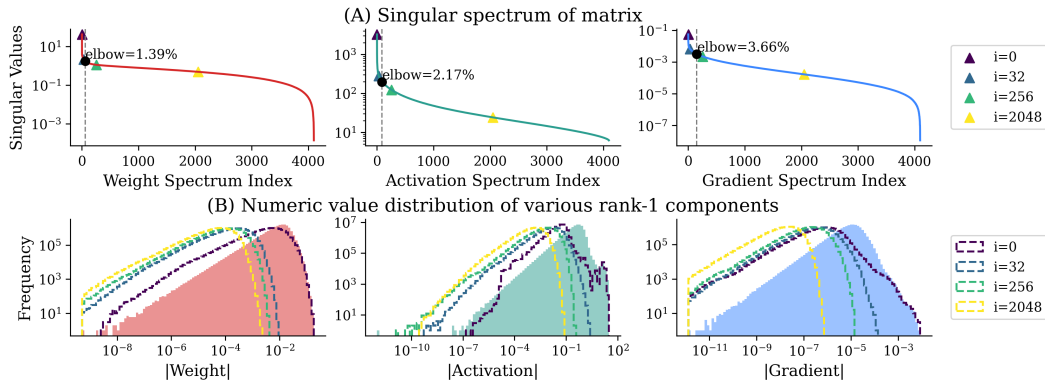 (A) Singular spectrum of matrix
Singular Values
10¹
10⁻¹
10⁻³
elbow=1.39%
0 1000 2000 3000 4000
Weight Spectrum Index
10³
10²
10¹
elbow=2.17%
0 1000 2000 3000 4000
Activation Spectrum Index
10⁻¹
10⁻³
10⁻⁵
10⁻⁷
elbow=3.66%
0 1000 2000 3000 4000
Gradient Spectrum Index
i=0
i=32
i=256
i=2048
(B) Numeric value distribution of various rank-1 components
Frequency
10⁵
10³
10¹
10⁻⁸ 10⁻⁶ 10⁻⁴ 10⁻²
|Weight|
10⁷
10⁵
10³
10¹
10⁻¹⁰ 10⁻⁷ 10⁻⁴ 10⁻¹ 10²
|Activation|
10⁵
10³
10¹
10⁻¹¹ 10⁻⁹ 10⁻⁷ 10⁻⁵ 10⁻³
|Gradient|
i=0
i=32
i=256
i=2048